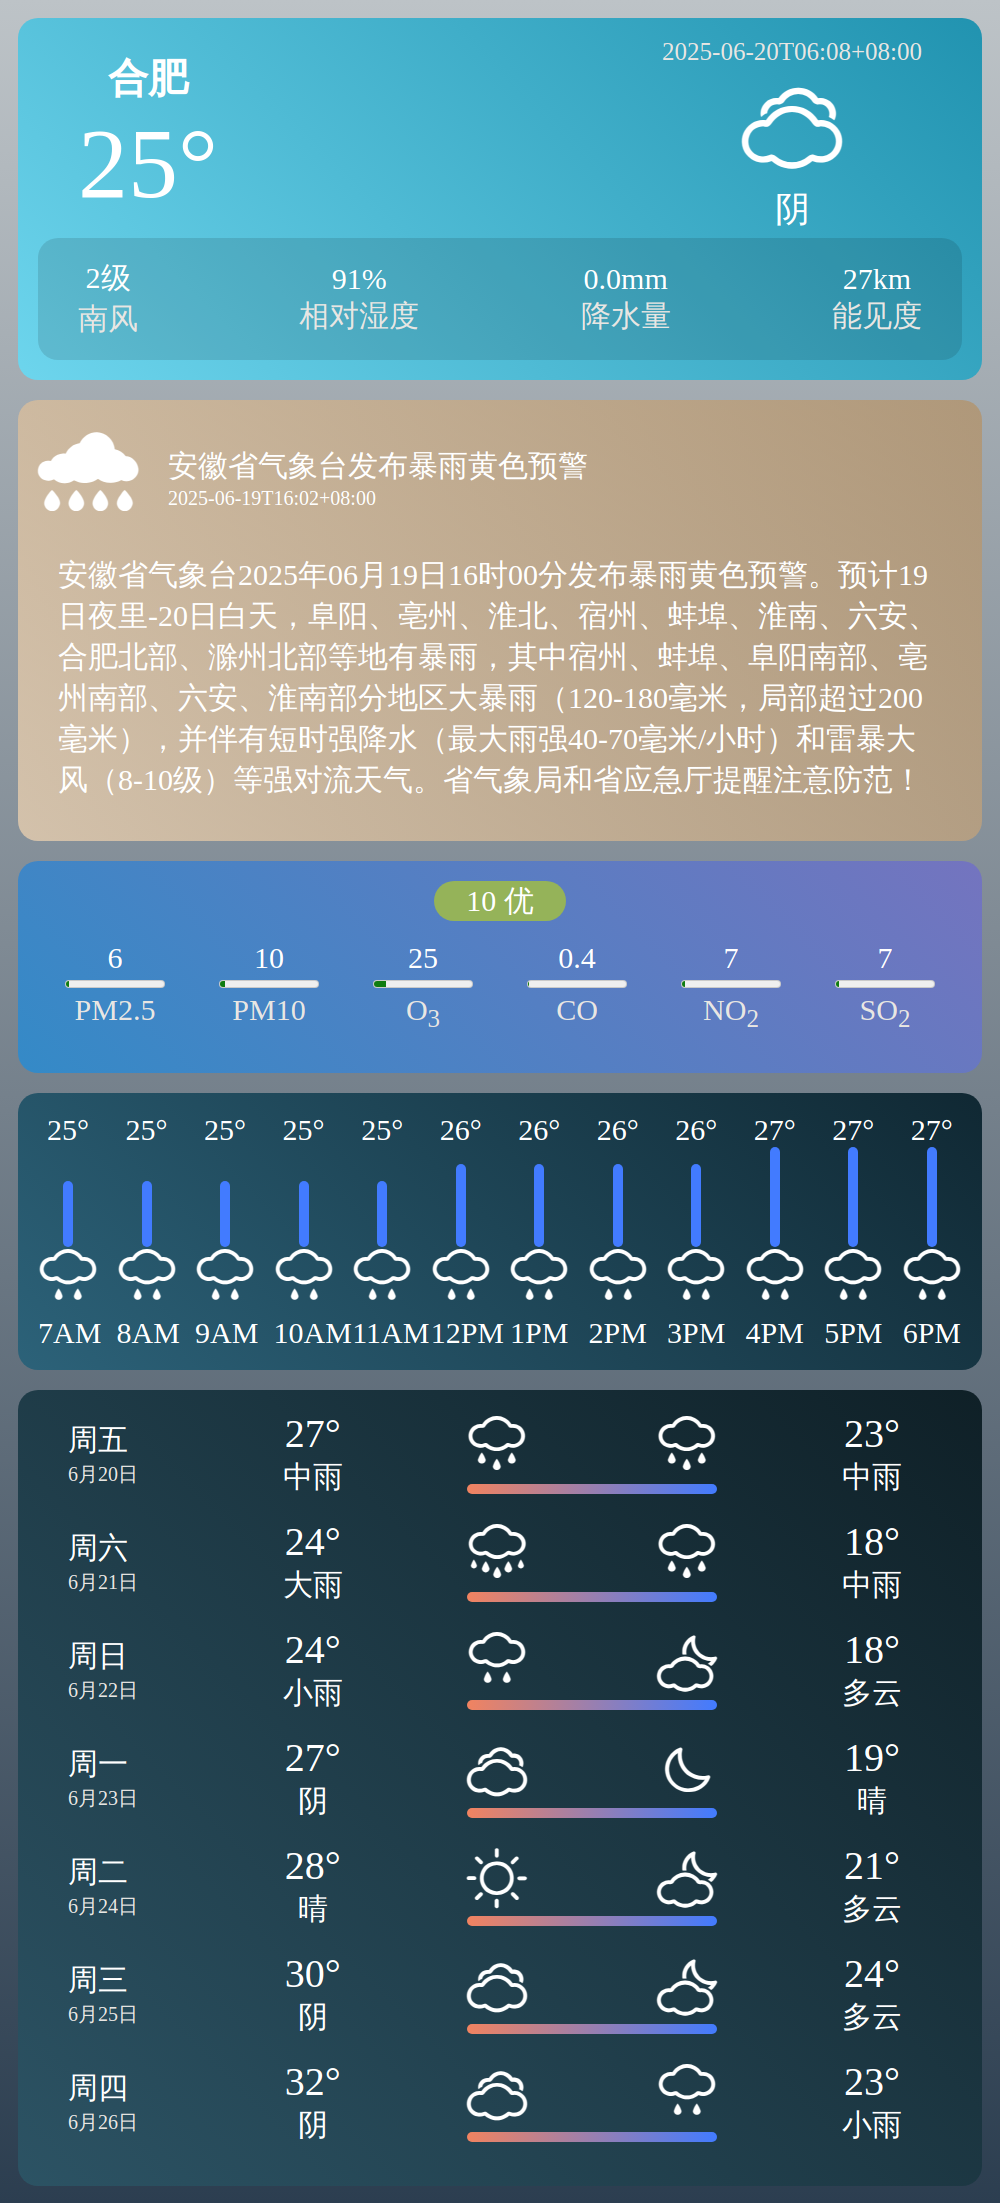 合肥
25°
2025-06-20T06:08+08:00
阴
2级 91% 0.0mm 27km
南风 相对湿度 降水量 能见度
安徽省气象台发布暴雨黄色预警
2025-06-19T16:02+08:00
安徽省气象台2025年06月19日16时00分发布暴雨黄色预警。预计19
日夜里-20日白天，阜阳、亳州、淮北、宿州、蚌埠、淮南、六安、
合肥北部、滁州北部等地有暴雨，其中宿州、蚌埠、阜阳南部、亳
州南部、六安、淮南部分地区大暴雨（120-180毫米，局部超过200
毫米），并伴有短时强降水（最大雨强40-70毫米/小时）和雷暴大
风（8-10级）等强对流天气。省气象局和省应急厅提醒注意防范！
10 优
6 10 25 0.4 7 7
PM2.5 PM10 O3 CO NO2 SO2
25° 25° 25° 25° 25° 26° 26° 26° 26° 27° 27° 27°
7AM 8AM 9AM 10AM 11AM 12PM 1PM 2PM 3PM 4PM 5PM 6PM
周五 27° 23°
6月20日 中雨 中雨
周六 24° 18°
6月21日 大雨 中雨
周日 24° 18°
6月22日 小雨 多云
周一 27° 19°
6月23日 阴 晴
周二 28° 21°
6月24日 晴 多云
周三 30° 24°
6月25日 阴 多云
周四 32° 23°
6月26日 阴 小雨